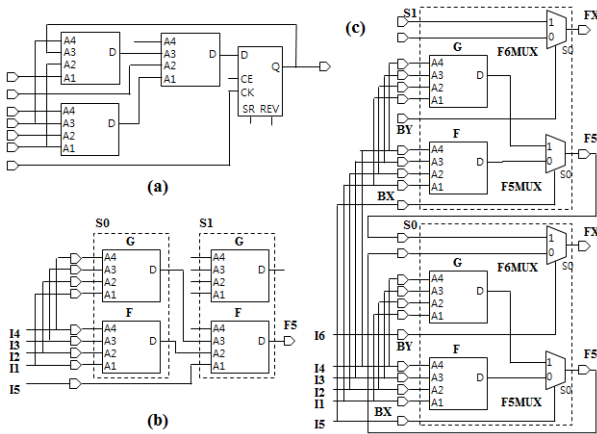 A4
A3
A2
A1
D
A4
A3
A2
A1
D
D
Q
CE
CK
SR REV
A4
A3
A2
A1
D
(a)
S0
S1
G
G
A4
A3
A2
A1
D
A4
A3
A2
A1
D
F
F
F5
A4
A3
A2
A1
D
A4
A3
A2
A1
D
I4
I3
I2
I1
I5
(b)
(c)
S1
FX
1
0
F6MUX
S0
G
A4
A3
A2
A1
D
BY
F
F5
A4
A3
A2
A1
D
1
0
F5MUX
S0
BX
S0
FX
1
0
F6MUX
S0
G
A4
A3
A2
A1
D
I6
BY
F
F5
I4
I3
I2
I1
A4
A3
A2
A1
D
1
0
F5MUX
S0
BX
I5